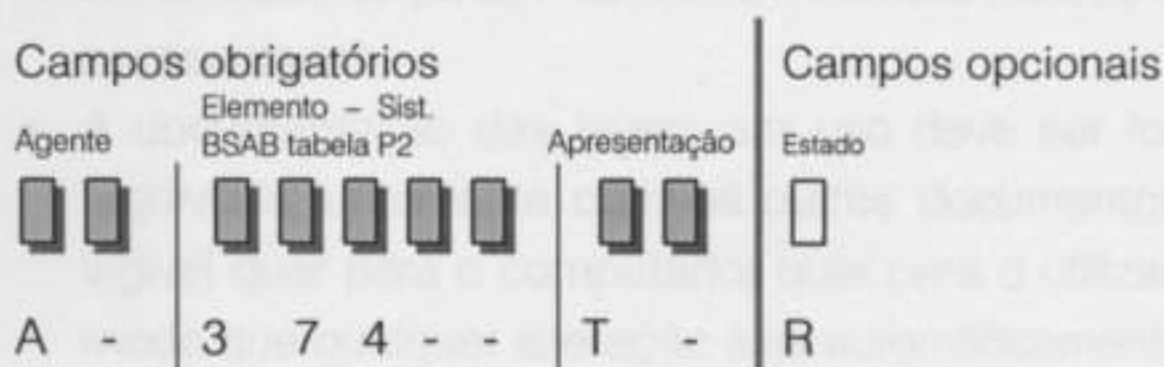 Campos obrigatórios Campos opcionais
Elemento – Sist.
Agente BSAB tabela P2 Apresentação Estado
A - 3 7 4 - - T - R